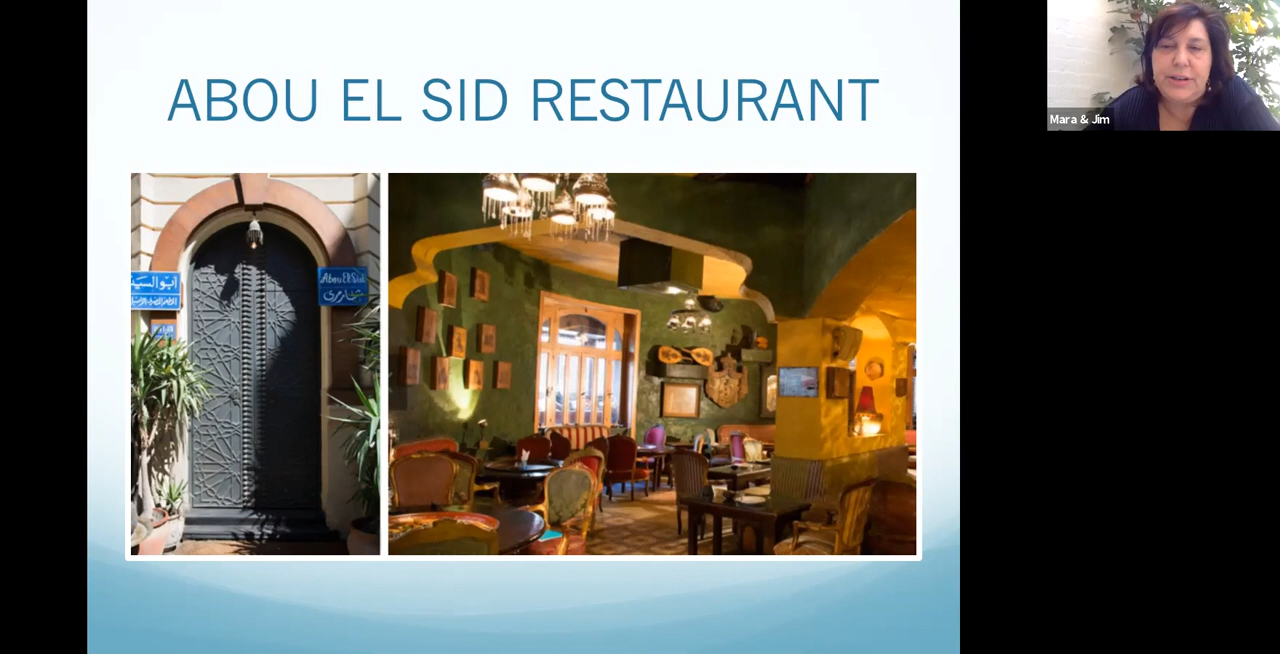 ABOU EL SID RESTAURANT
Mara & Jim
أبو السيد
Abou El Sid